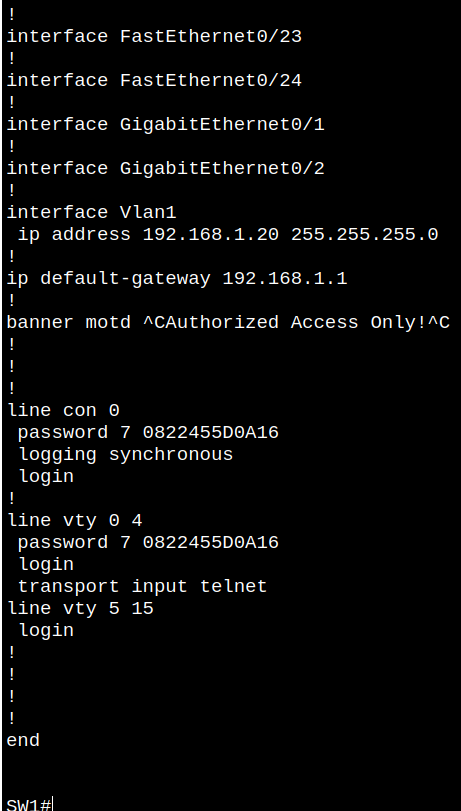 !
interface FastEthernet0/23
!
interface FastEthernet0/24
!
interface GigabitEthernet0/1
!
interface GigabitEthernet0/2
!
interface Vlan1
 ip address 192.168.1.20 255.255.255.0
!
ip default-gateway 192.168.1.1
!
banner motd ^CAuthorized Access Only!^C
!
!
!
line con 0
 password 7 0822455D0A16
 logging synchronous
 login
!
line vty 0 4
 password 7 0822455D0A16
 login
 transport input telnet
line vty 5 15
 login
!
!
!
!
end
SW1#